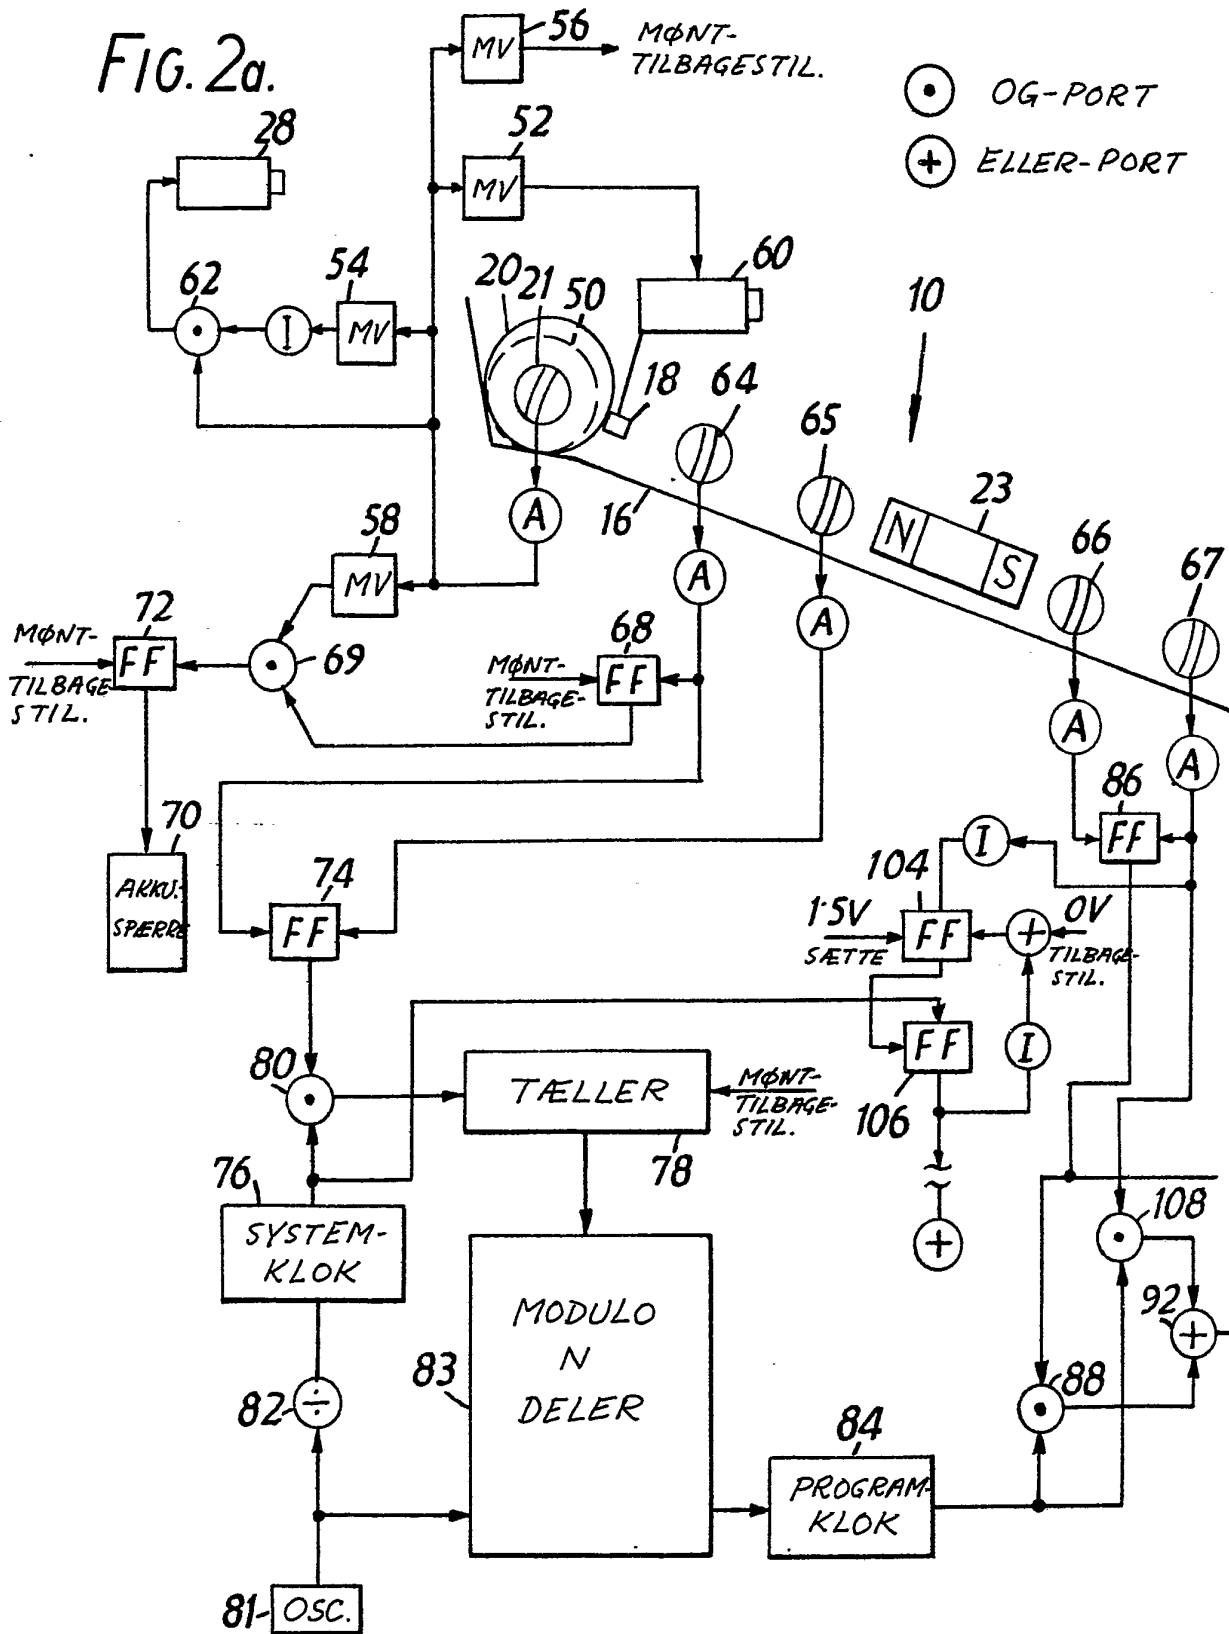 FIG. 2a.
56
MV
MØNT-
TILBAGESTIL.
OG-PORT
ELLER-PORT
28
52
MV
62
54
I
MV
20
21
50
60
10
18
64
65
16
A
23
N
S
66
67
A
A
A
A
58
MV
72
MØNT-
TILBAGE-
STIL.
FF
69
68
MØNT-
TILBAGE-
STIL.
FF
70
AKKU.-
SPÆRRE
74
FF
86
FF
I
104
1·5V
SÆTTE
FF
0V
TILBAGE-
STIL.
FF
I
106
80
TÆLLER
MØNT-
TILBAGE-
STIL.
78
76
SYSTEM-
KLOK
108
92
88
82
83
MODULO
N
DELER
84
PROGRAM-
KLOK
81
OSC.